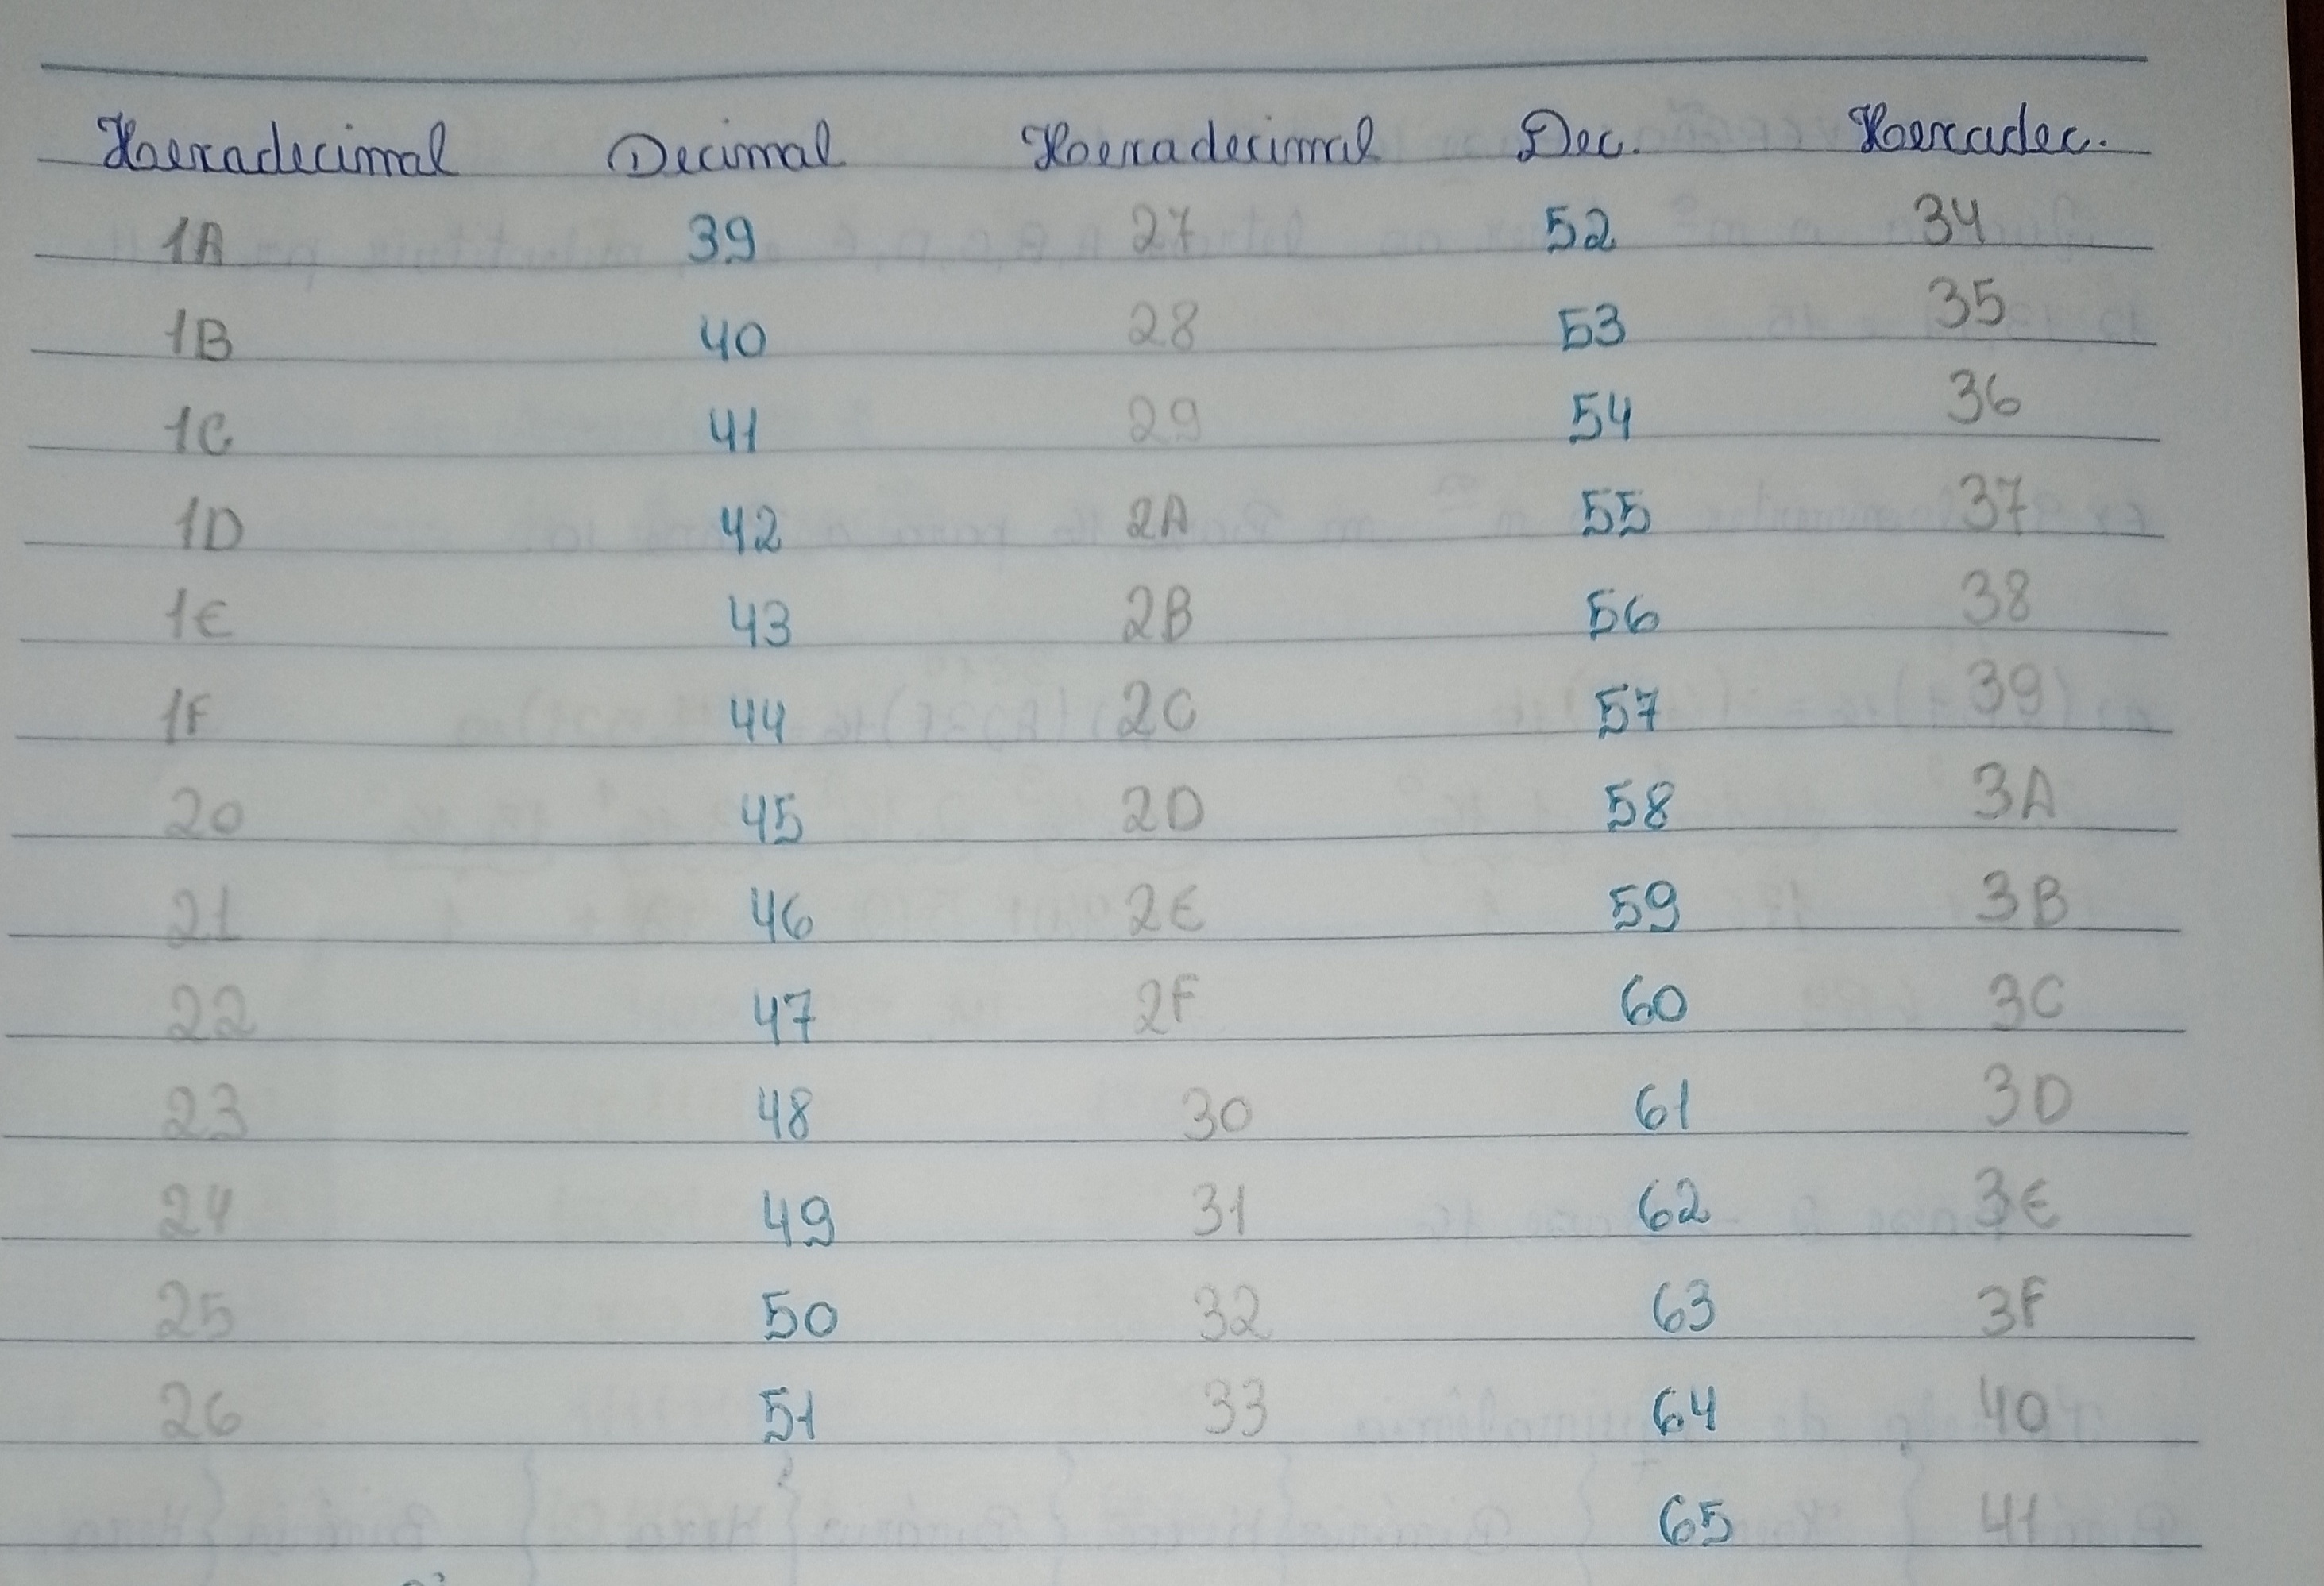 Hexadecimal Decimal Hexadecimal Dec. Hexadec.
1A 39 27 52 34
1B 40 28 53 35
1C 41 29 54 36
1D 42 2A 55 37
1E 43 2B 56 38
1F 44 2C 57 39
20 45 2D 58 3A
21 46 2E 59 3B
22 47 2F 60 3C
23 48 30 61 3D
24 49 31 62 3E
25 50 32 63 3F
26 51 33 64 40
65 41